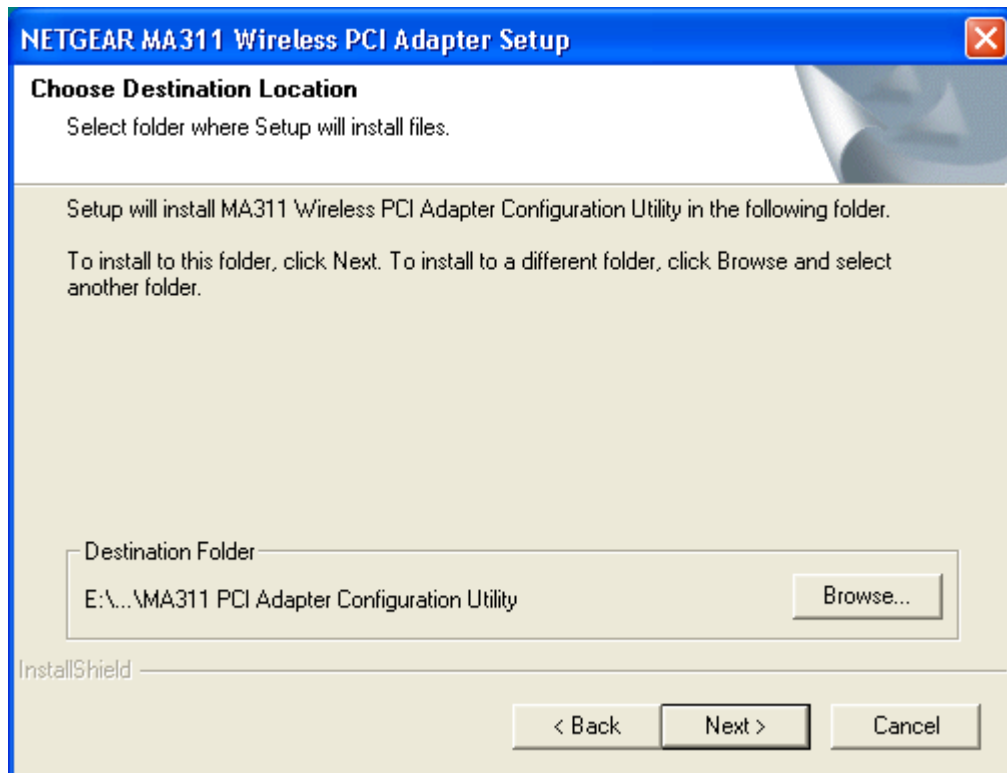 NETGEAR MA311 Wireless PCI Adapter Setup
Choose Destination Location
Select folder where Setup will install files.
Setup will install MA311 Wireless PCI Adapter Configuration Utility in the following folder.
To install to this folder, click Next. To install to a different folder, click Browse and select
another folder.
Destination Folder
E:\...\MA311 PCI Adapter Configuration Utility
Browse...
InstallShield
< Back
Next >
Cancel